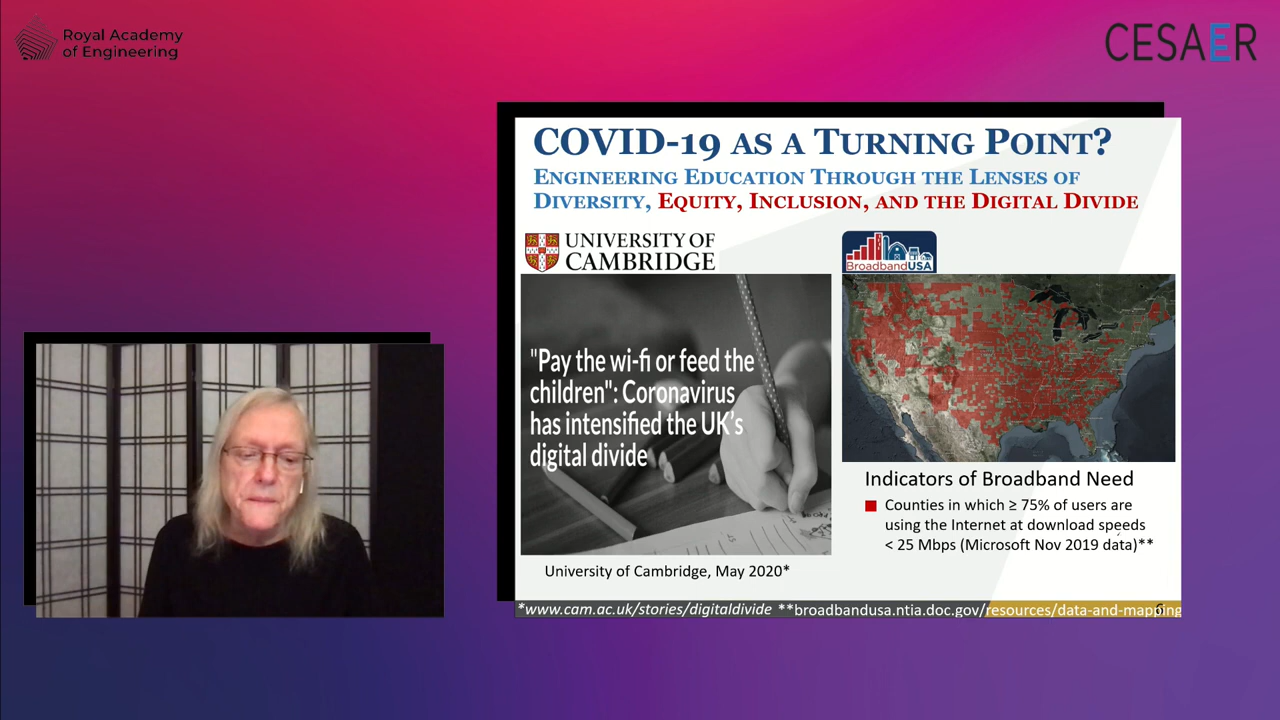 Royal Academy
of Engineering
CESAER
COVID-19 AS A TURNING POINT?
ENGINEERING EDUCATION THROUGH THE LENSES OF
DIVERSITY, EQUITY, INCLUSION, AND THE DIGITAL DIVIDE
UNIVERSITY OF
CAMBRIDGE
BroadbandUSA
"Pay the wi-fi or feed the
children": Coronavirus
has intensified the UK's
digital divide
Indicators of Broadband Need
Counties in which ≥ 75% of users are
using the Internet at download speeds
< 25 Mbps (Microsoft Nov 2019 data)**
University of Cambridge, May 2020*
*www.cam.ac.uk/stories/digitaldivide **broadbandusa.ntia.doc.gov/resources/data-and-mapping
6